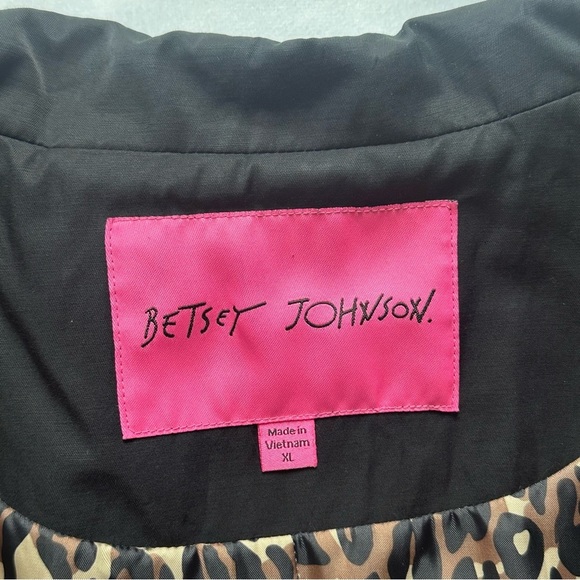 BETSEY JOHNSON.
Made in
Vietnam
XL